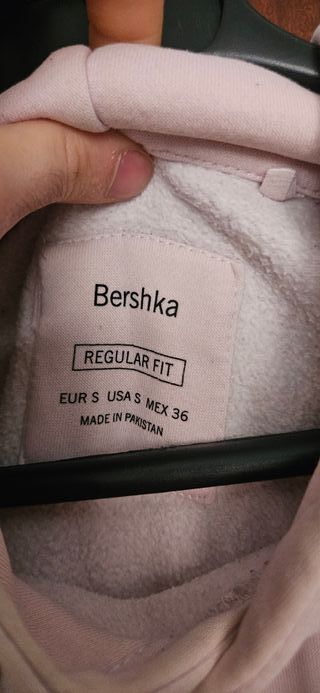 Bershka
REGULAR FIT
EUR S USA S MEX 36
MADE IN PAKISTAN